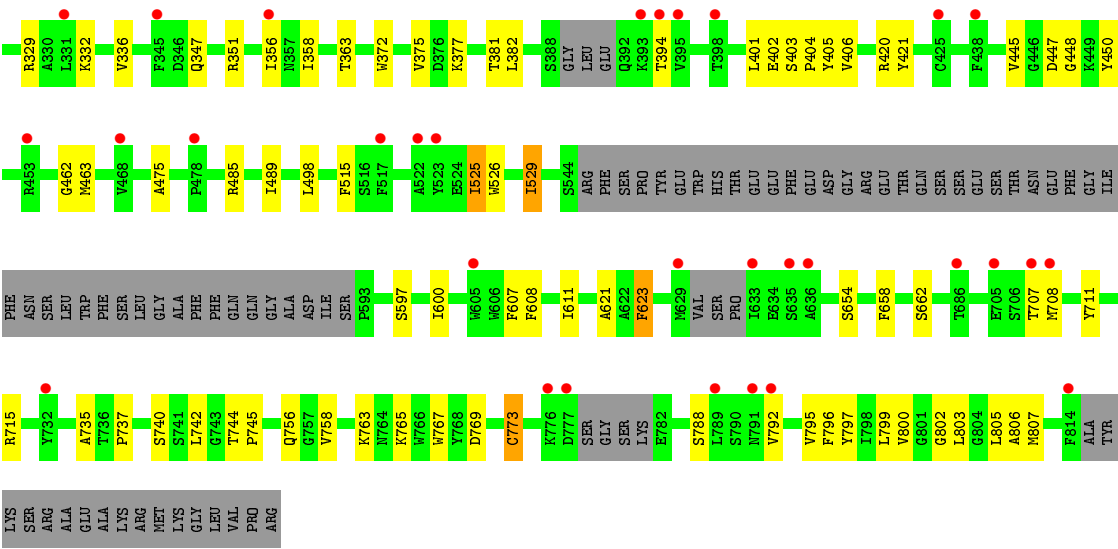 R329 A330 L331 K332 V336 F345 D346 Q347 R351 I356 N357 I358 T363 W372 V375 D376 K377 T381 L382 S388 GLY LEU GLU Q392 K393 T394 V395 T398 L401 E402 S403 P404 Y405 V406 R420 Y421 C425 F438 V445 G446 D447 G448 K449 Y450
R453 G462 M463 V468 A475 P478 R485 I489 L498 F515 S516 F517 A522 Y523 E524 I525 W526 I529 S544 ARG PHE SER PRO TYR GLU TRP HIS THR GLU GLU PHE GLU ASP GLY ARG GLU THR GLN SER SER GLU SER THR ASN GLU PHE GLY ILE
PHE ASN SER LEU TRP PHE SER LEU GLY ALA PHE PHE GLN GLN GLY ALA ASP ILE SER P593 S597 I600 W605 W606 F607 F608 I611 A621 A622 F623 M629 VAL SER PRO I633 E634 S635 A636 S654 F658 S662 T686 E705 S706 T707 M708 Y711
R715 Y732 A735 T736 P737 S740 S741 L742 G743 T744 P745 Q756 G757 V758 K763 N764 K765 W766 W767 Y768 D769 C773 K776 D777 SER GLY SER LYS E782 S788 L789 S790 N791 V792 V795 F796 Y797 I798 L799 V800 G801 G802 L803 G804 L805 A806 M807 F814 ALA TYR
LYS SER ARG ALA GLU ALA LYS ARG MET LYS GLY LEU VAL PRO ARG